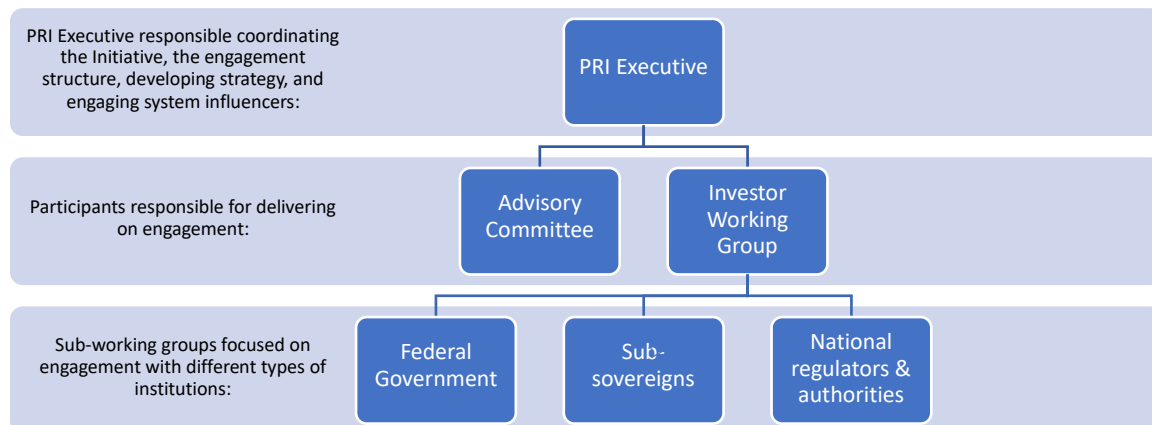 PRI Executive responsible coordinating
the Initiative, the engagement
structure, developing strategy, and
engaging system influencers:
PRI Executive
Participants responsible for delivering
on engagement:
Advisory
Committee
Investor
Working
Group
Sub-working groups focused on
engagement with different types of
institutions:
Federal
Government
Sub-
sovereigns
National
regulators &
authorities